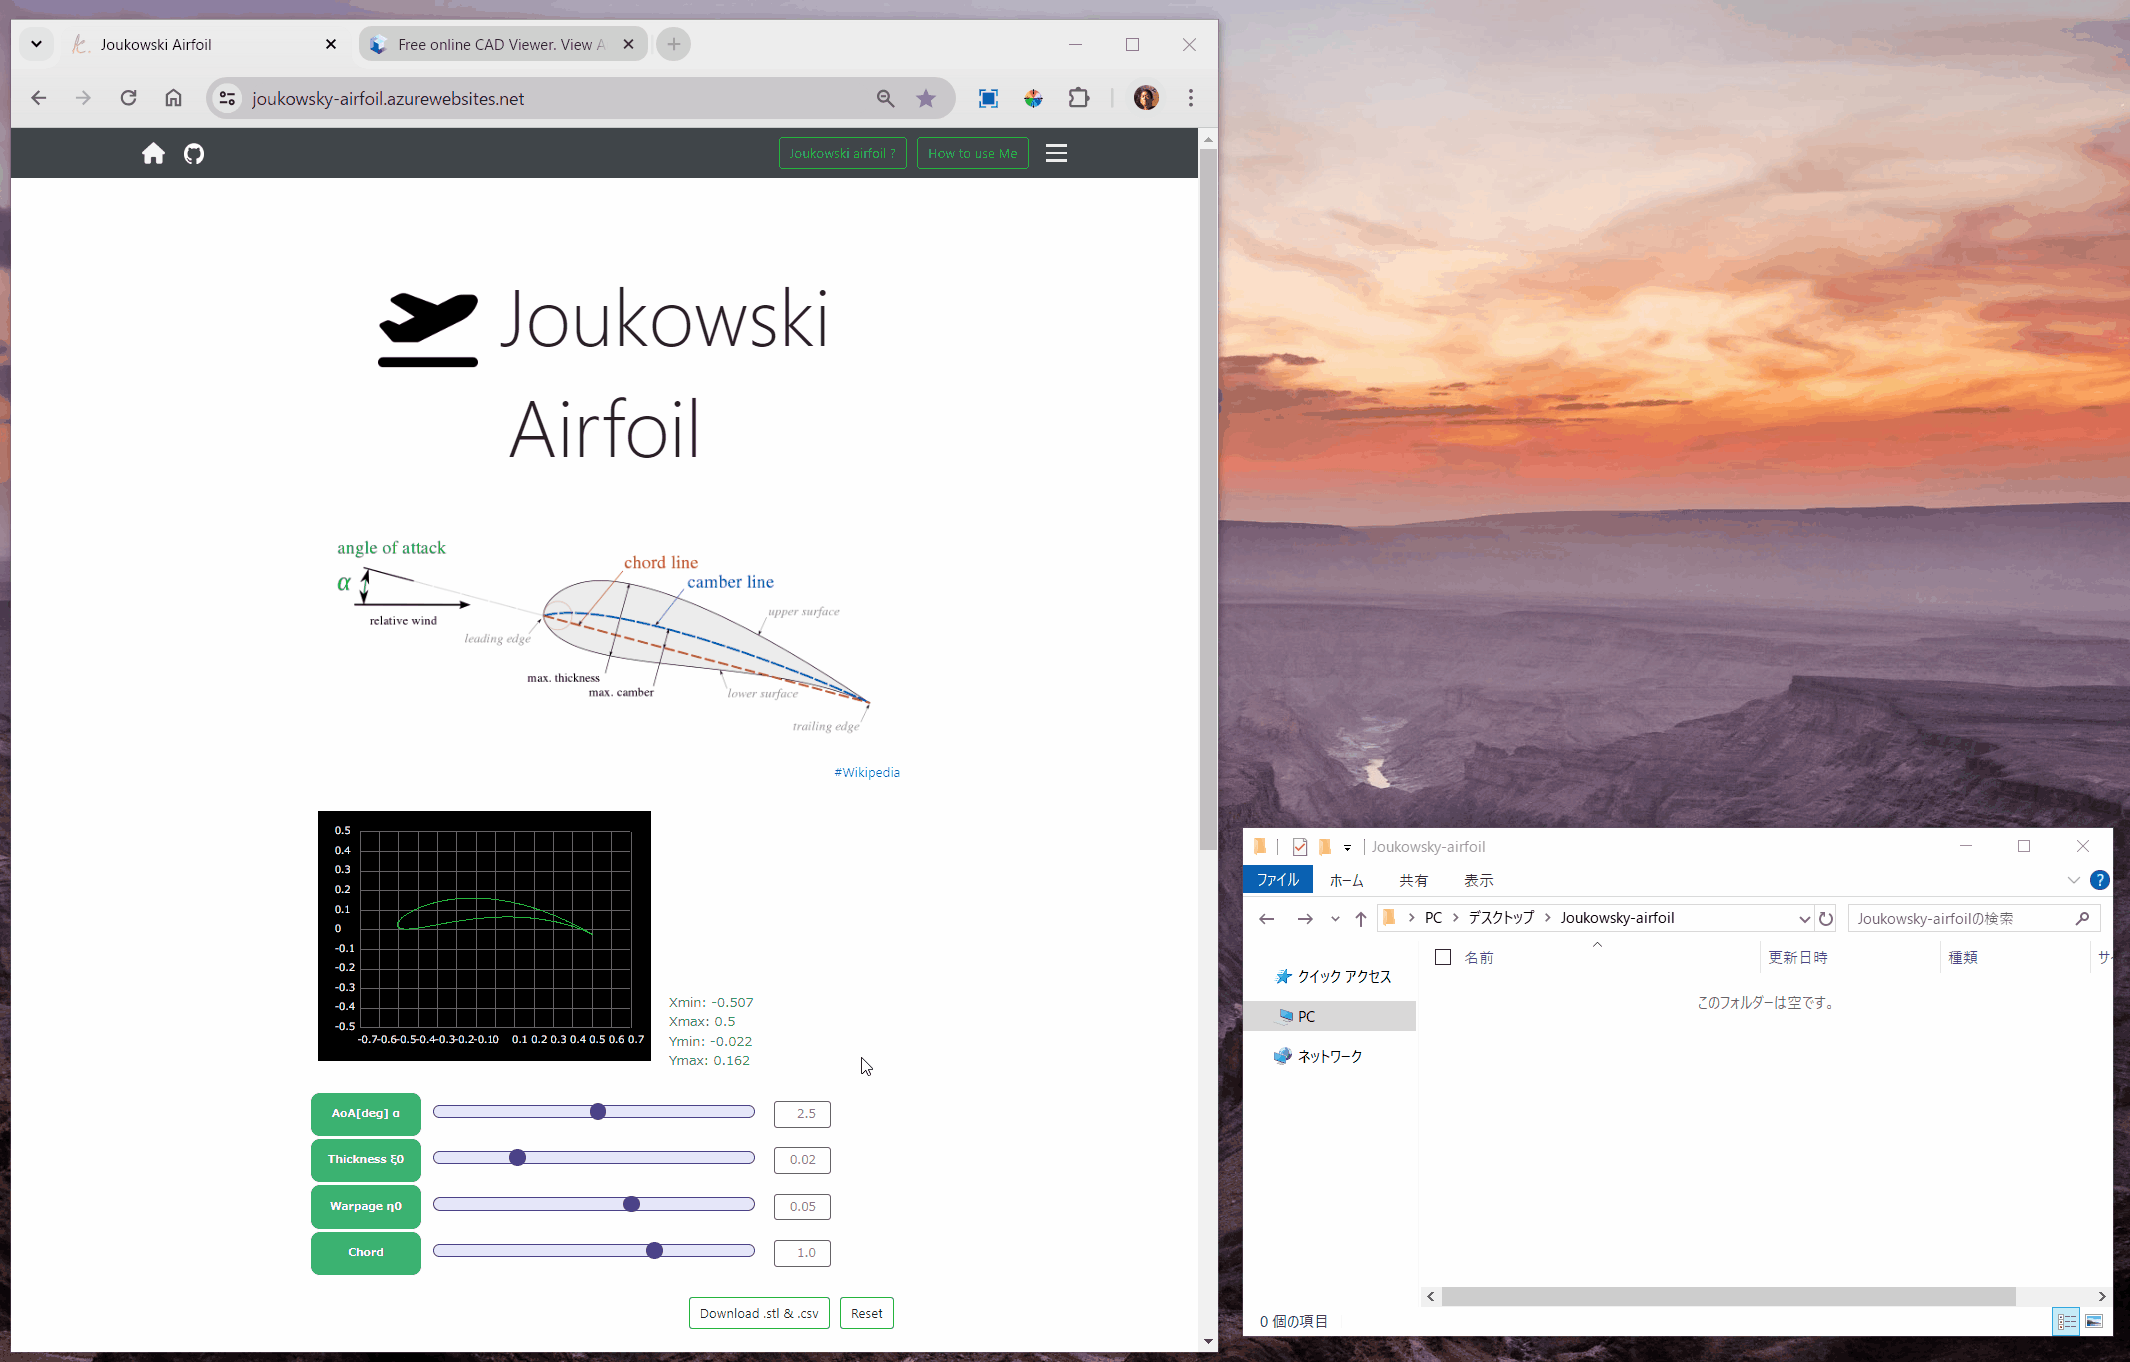 Joukowski Airfoil
Free online CAD Viewer. View A
joukowsky-airfoil.azurewebsites.net
Joukowski airfoil ?
How to use Me
Joukowski
Airfoil
angle of attack
α
relative wind
chord line
camber line
upper surface
leading edge
max. thickness
max. camber
lower surface
trailing edge
#Wikipedia
0.5
0.4
0.3
0.2
0.1
0
-0.1
-0.2
-0.3
-0.4
-0.5
-0.7-0.6-0.5-0.4-0.3-0.2-0.10 0.1 0.2 0.3 0.4 0.5 0.6 0.7
Xmin: -0.507
Xmax: 0.5
Ymin: -0.022
Ymax: 0.162
AoA[deg] α
2.5
Thickness ξ0
0.02
Warpage η0
0.05
Chord
1.0
Download .stl & .csv
Reset
Joukowsky-airfoil
ファイル
ホーム
共有
表示
PC
デスクトップ
Joukowsky-airfoil
Joukowsky-airfoilの検索
名前
更新日時
種類
サイ
クイック アクセス
PC
ネットワーク
このフォルダーは空です。
0 個の項目